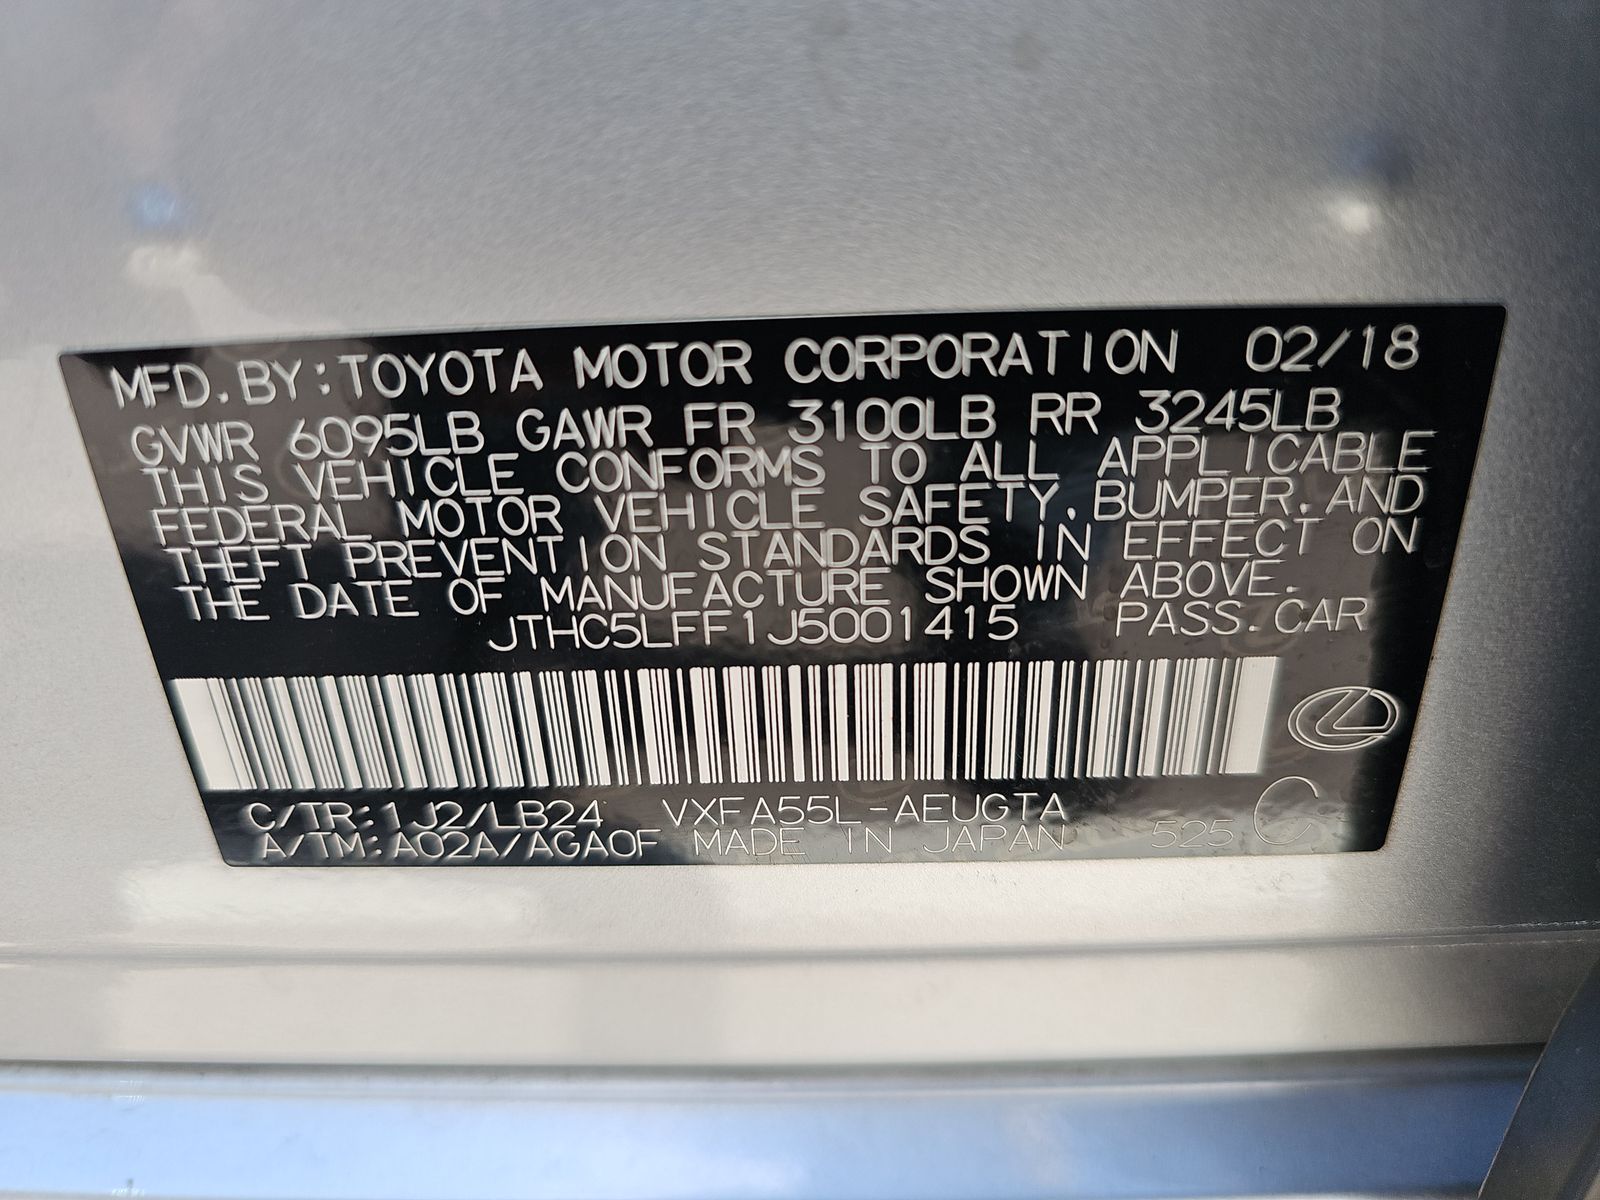 MFD. BY: TOYOTA MOTOR CORPORATION 02/18
GVWR 6095LB GAWR FR 3100LB RR 3245LB
THIS VEHICLE CONFORMS TO ALL APPLICABLE
FEDERAL MOTOR VEHICLE SAFETY, BUMPER, AND
THEFT PREVENTION STANDARDS IN EFFECT ON
THE DATE OF MANUFACTURE SHOWN ABOVE.
JTHC5LFF1J5001415 PASS. CAR
C/TR: 1J2/LB24 VXFA55L-AEUGTA
A/TM: A02A/AGA0F MADE IN JAPAN 525 C